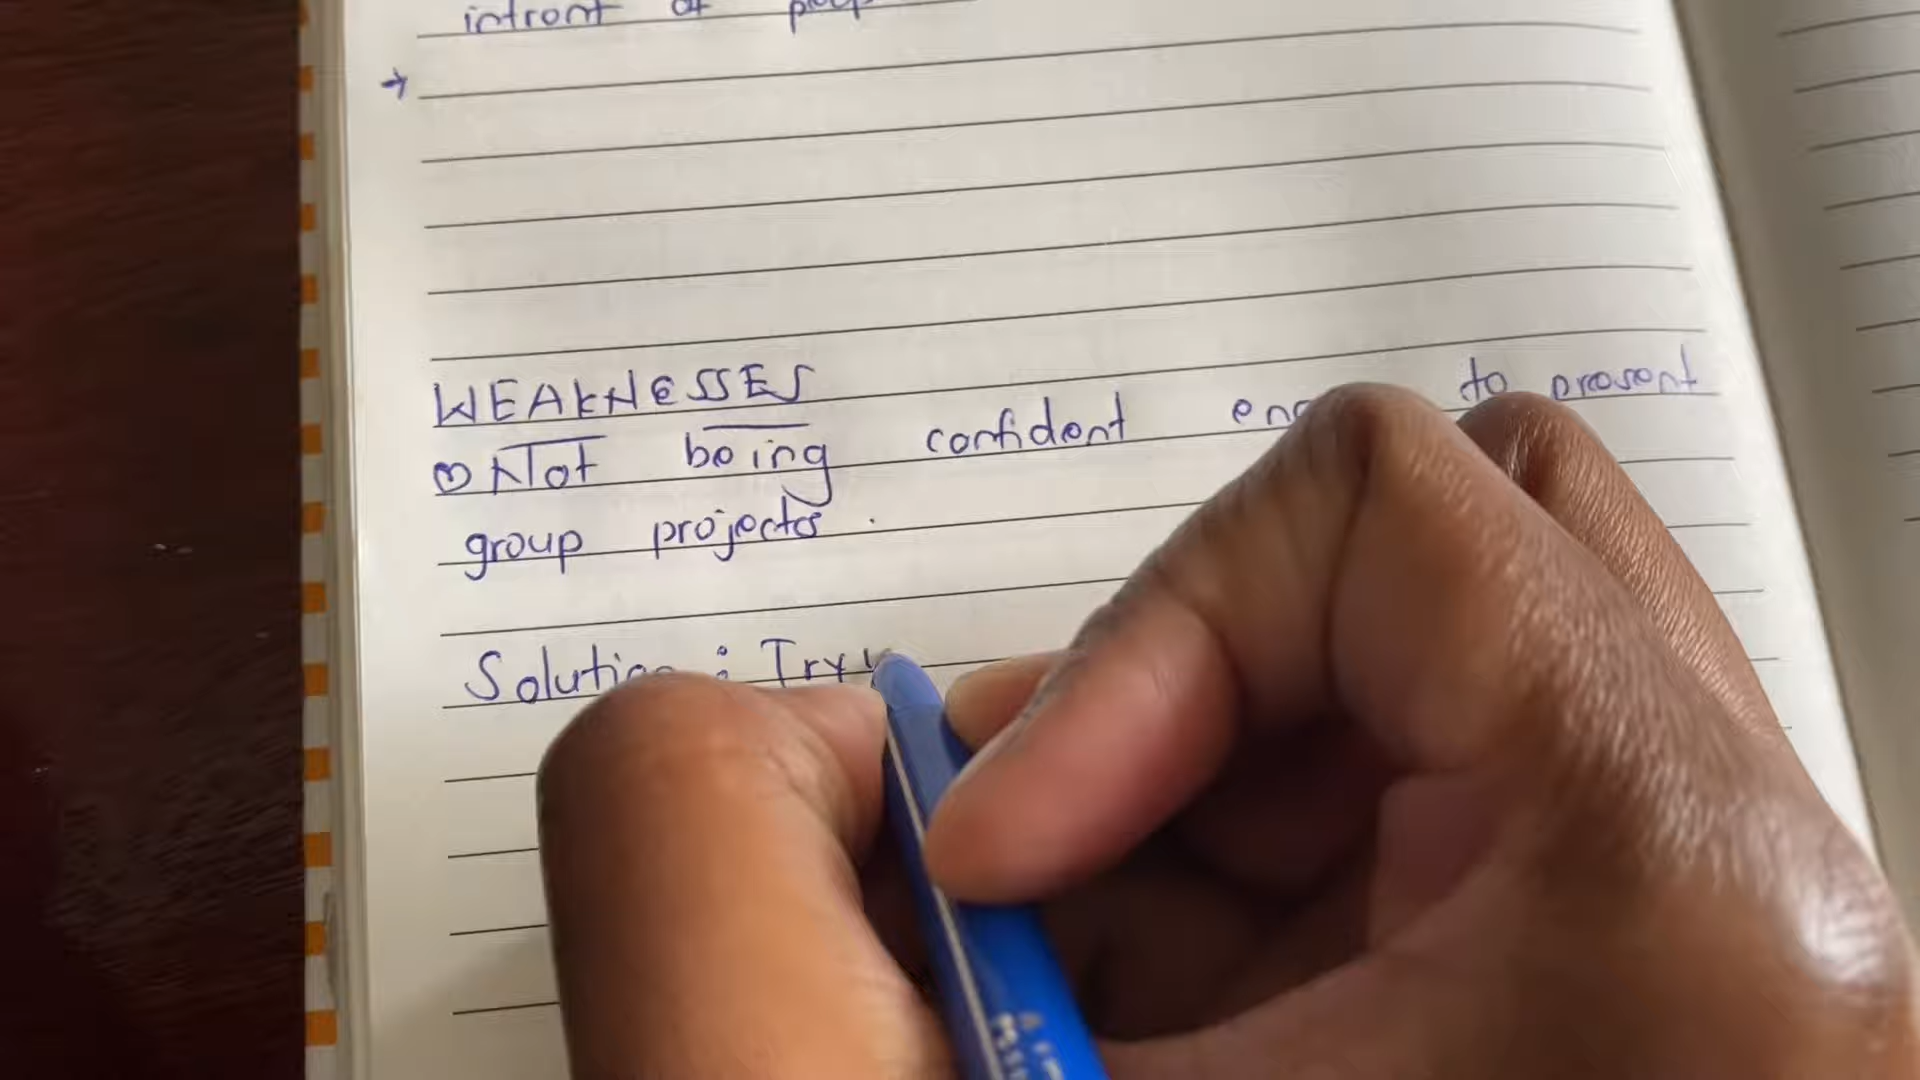 infront of
→
WEAKNESSES
Not being confident to present
group projects.
Solution : Try